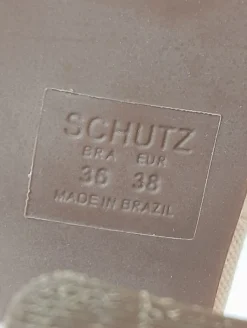 SCHUTZ
BRA EUR
36 38
MADE IN BRAZIL